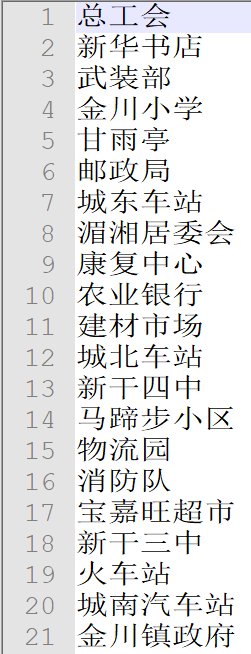 1 总工会
2 新华书店
3 武装部
4 金川小学
5 甘雨亭
6 邮政局
7 城东车站
8 湄湘居委会
9 康复中心
10 农业银行
11 建材市场
12 城北车站
13 新干四中
14 马蹄步小区
15 物流园
16 消防队
17 宝嘉旺超市
18 新干三中
19 火车站
20 城南汽车站
21 金川镇政府